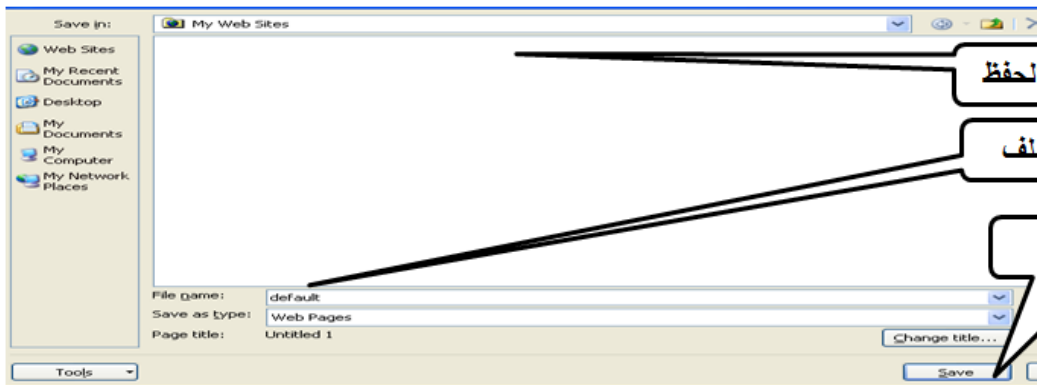 Save in:
My Web Sites
Web Sites
My Recent
Documents
Desktop
My
Documents
My
Computer
My Network
Places
لحفظ
لف
File name:
default
Save as type:
Web Pages
Page title:
Untitled 1
Change title...
Tools
Save